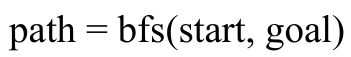 path = bfs(start, goal)